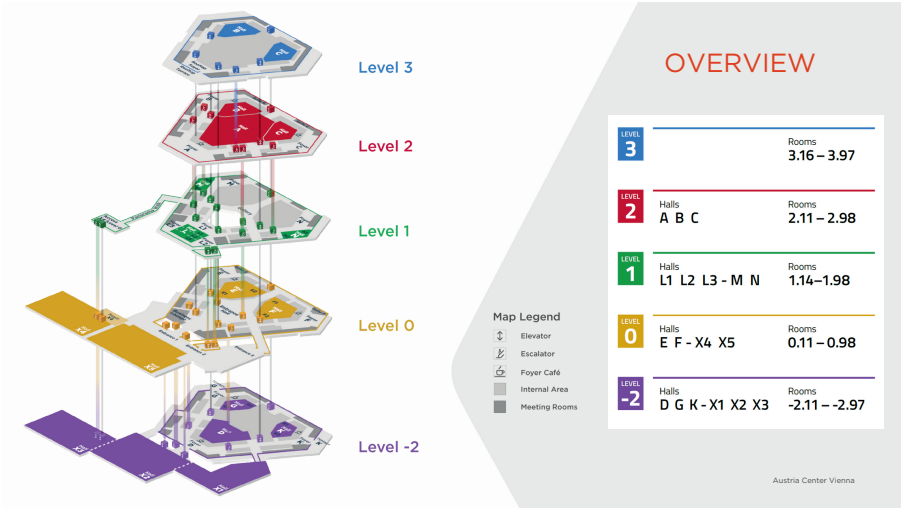 Level 3
Level 2
Level 1
Level 0
Level -2
Map Legend
Elevator
Escalator
Foyer Café
Internal Area
Meeting Rooms
OVERVIEW
LEVEL
3
Rooms
3.16 – 3.97
LEVEL
2
Halls
A B C
Rooms
2.11 – 2.98
LEVEL
1
Halls
L1 L2 L3 - M N
Rooms
1.14–1.98
LEVEL
0
Halls
E F - X4 X5
Rooms
0.11 – 0.98
LEVEL
-2
Halls
D G K - X1 X2 X3
Rooms
-2.11 – -2.97
Austria Center Vienna